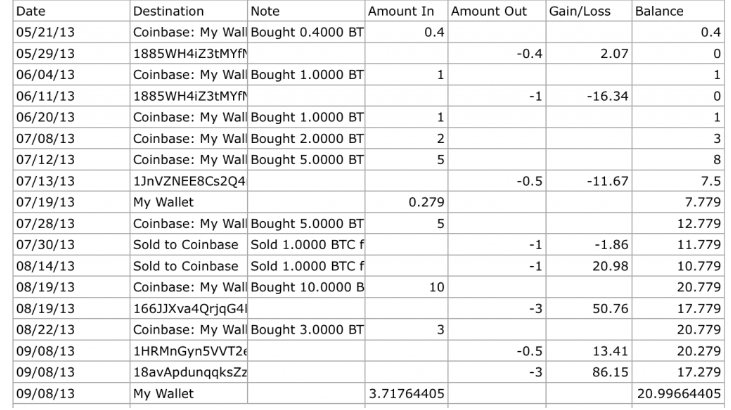 Date Destination Note Amount In Amount Out Gain/Loss Balance
05/21/13 Coinbase: My Wall Bought 0.4000 BT 0.4 0.4
05/29/13 1885WH4iZ3tMYfN -0.4 2.07 0
06/04/13 Coinbase: My Wall Bought 1.0000 BT 1 1
06/11/13 1885WH4iZ3tMYfN -1 -16.34 0
06/20/13 Coinbase: My Wall Bought 1.0000 BT 1 1
07/08/13 Coinbase: My Wall Bought 2.0000 BT 2 3
07/12/13 Coinbase: My Wall Bought 5.0000 BT 5 8
07/13/13 1JnVZNEE8Cs2Q4 -0.5 -11.67 7.5
07/19/13 My Wallet 0.279 7.779
07/28/13 Coinbase: My Wall Bought 5.0000 BT 5 12.779
07/30/13 Sold to Coinbase Sold 1.0000 BTC f -1 -1.86 11.779
08/14/13 Sold to Coinbase Sold 1.0000 BTC f -1 20.98 10.779
08/19/13 Coinbase: My Wall Bought 10.0000 B 10 20.779
08/19/13 166JJXva4QrjqG4 -3 50.76 17.779
08/22/13 Coinbase: My Wall Bought 3.0000 BT 3 20.779
09/08/13 1HRMnGyn5VVT2e -0.5 13.41 20.279
09/08/13 18avApdunqqksZz -3 86.15 17.279
09/08/13 My Wallet 3.71764405 20.99664405